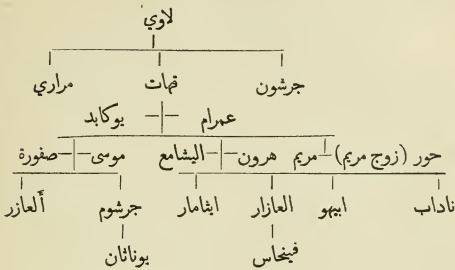 لاوي
جرشون قهات مراري
عمرام يوكابد
حور (زوج مريم) مريم هرون اليشامع موسى صفورة
ناداب ابيهو العازار ايثامار جرشوم ألعازر
فينحاس يوناثان